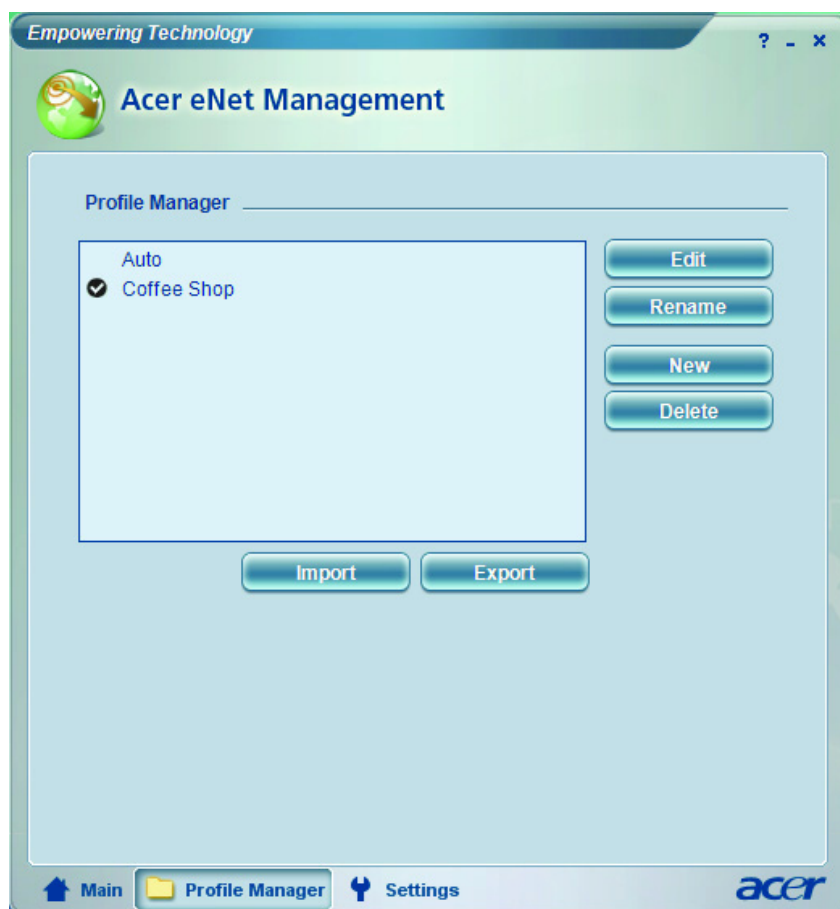 Empowering Technology
? - ×
Acer eNet Management
Profile Manager
Auto
Coffee Shop
Edit
Rename
New
Delete
Import Export
Main Profile Manager Settings
acer